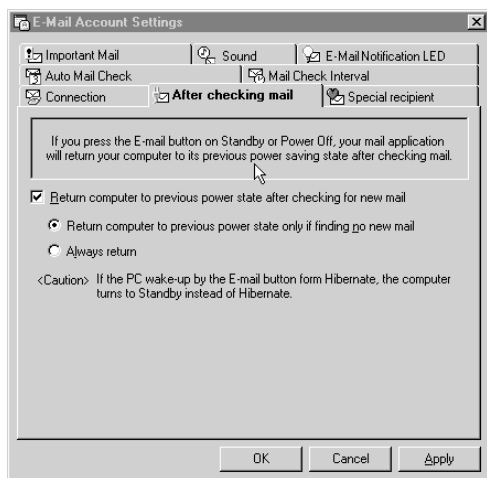 E-Mail Account Settings
Important Mail
Sound
E-Mail Notification LED
Auto Mail Check
Mail Check Interval
Connection
After checking mail
Special recipient
If you press the E-mail button on Standby or Power Off, your mail application
will return your computer to its previous power saving state after checking mail.
Return computer to previous power state after checking for new mail
Return computer to previous power state only if finding no new mail
Always return
<Caution> If the PC wake-up by the E-mail button form Hibernate, the computer
turns to Standby instead of Hibernate.
OK
Cancel
Apply